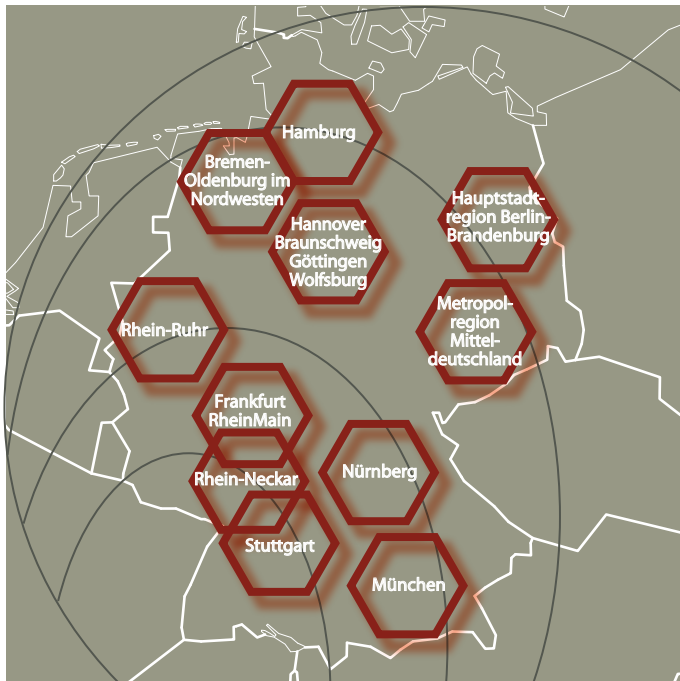 Hamburg
Bremen-
Oldenburg im
Nordwesten
Hauptstadt-
region Berlin-
Brandenburg
Hannover
Braunschweig
Göttingen
Wolfsburg
Metropol-
region
Mittel-
deutschland
Rhein-Ruhr
Frankfurt
RheinMain
Rhein-Neckar
Nürnberg
Stuttgart
München